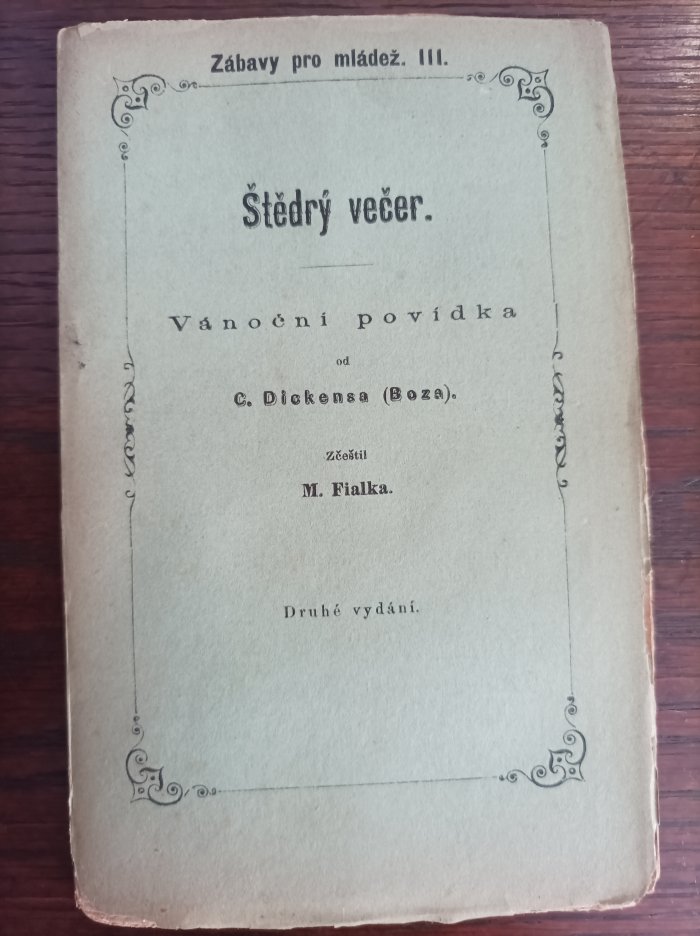 Zábavy pro mládež. III.
Štědrý večer.
Vánoční povídka
od
C. Dickensa (Boza).
Zčeštil
M. Fialka.
Druhé vydání.